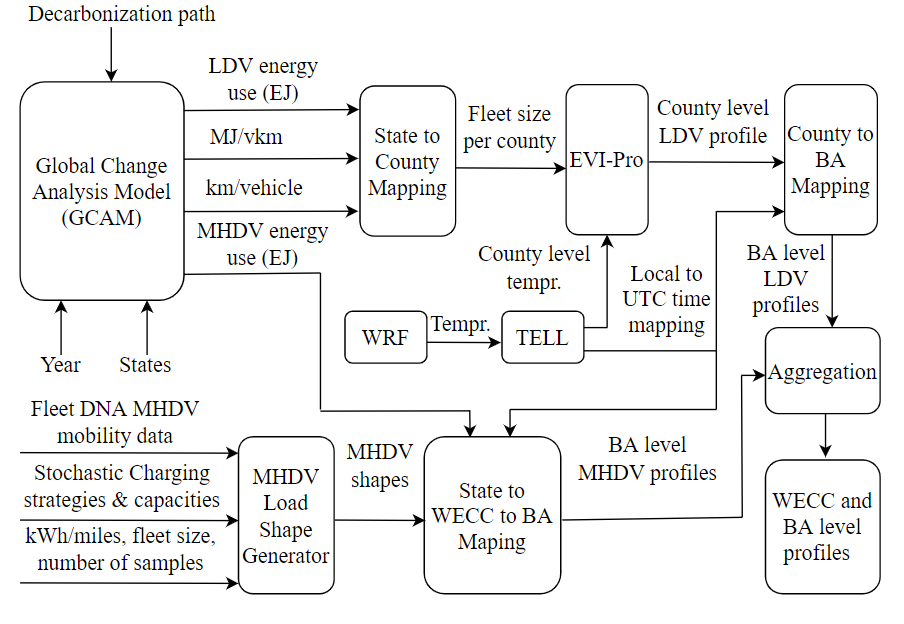 Decarbonization path
LDV energy
use (EJ)
MJ/vkm
km/vehicle
MHDV energy
use (EJ)
Global Change
Analysis Model
(GCAM)
Year
States
State to
County
Mapping
Fleet size
per county
EVI-Pro
County level
LDV profile
County to
BA
Mapping
County level
tempr.
Local to
UTC time
mapping
BA level
LDV
profiles
WRF
Tempr.
TELL
Aggregation
Fleet DNA MHDV
mobility data
Stochastic Charging
strategies & capacities
kWh/miles, fleet size,
number of samples
MHDV
Load
Shape
Generator
MHDV
shapes
State to
WECC to BA
Maping
BA level
MHDV profiles
WECC and
BA level
profiles